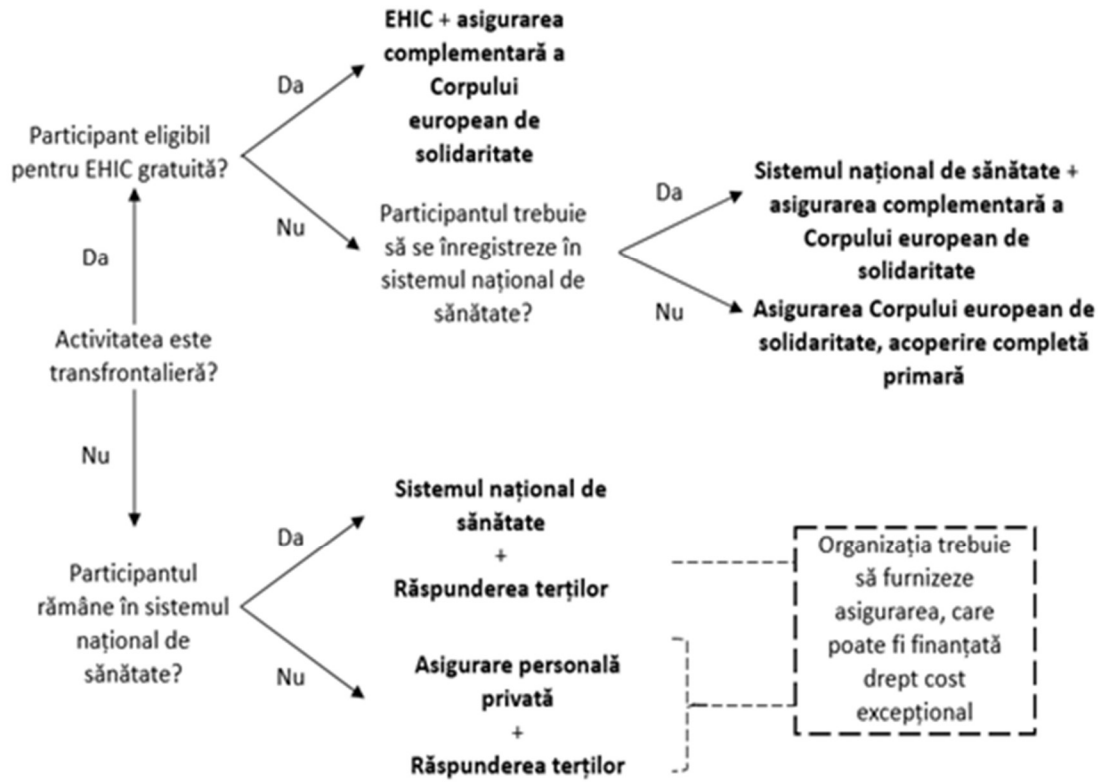 EHIC + asigurarea
complementară a
Corpului
european de
solidaritate
Da
Participant eligibil
pentru EHIC gratuită?
Nu
Participantul trebuie
să se înregistreze în
sistemul național de
sănătate?
Da
Sistemul național de sănătate +
asigurarea complementară a
Corpului european de
solidaritate
Nu
Asigurarea Corpului european de
solidaritate, acoperire completă
primară
Da
Activitatea este
transfrontalieră?
Nu
Participantul
rămâne în sistemul
național de
sănătate?
Da
Sistemul național de
sănătate
+
Răspunderea terților
Nu
Asigurare personală
privată
+
Răspunderea terților
Organizația trebuie
să furnizeze
asigurarea, care
poate fi finanțată
drept cost
excepțional